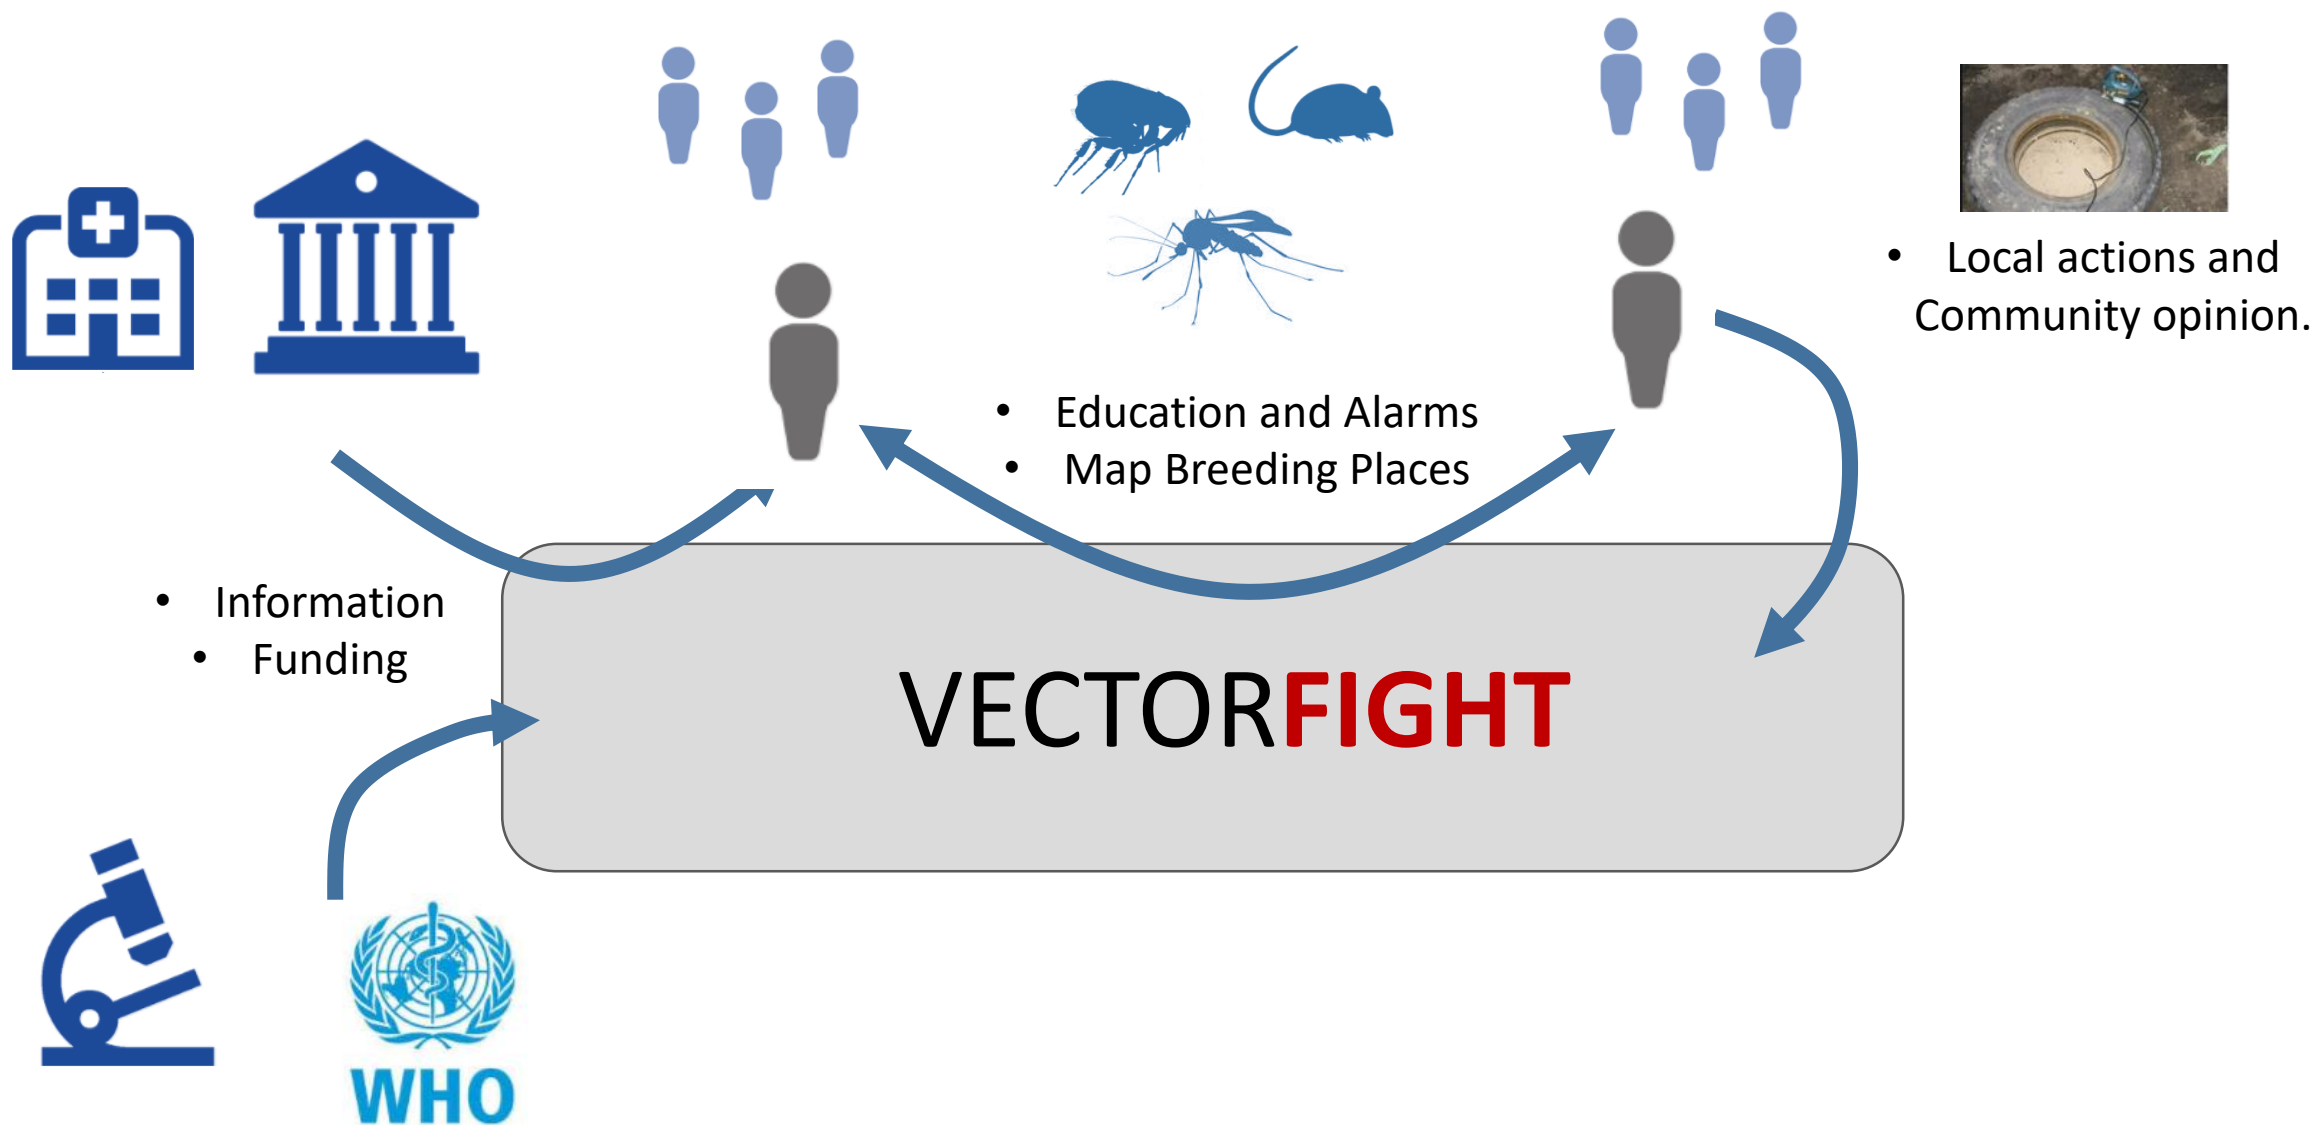 • Local actions and
Community opinion.
• Education and Alarms
• Map Breeding Places
• Information
• Funding
VECTORFIGHT
WHO